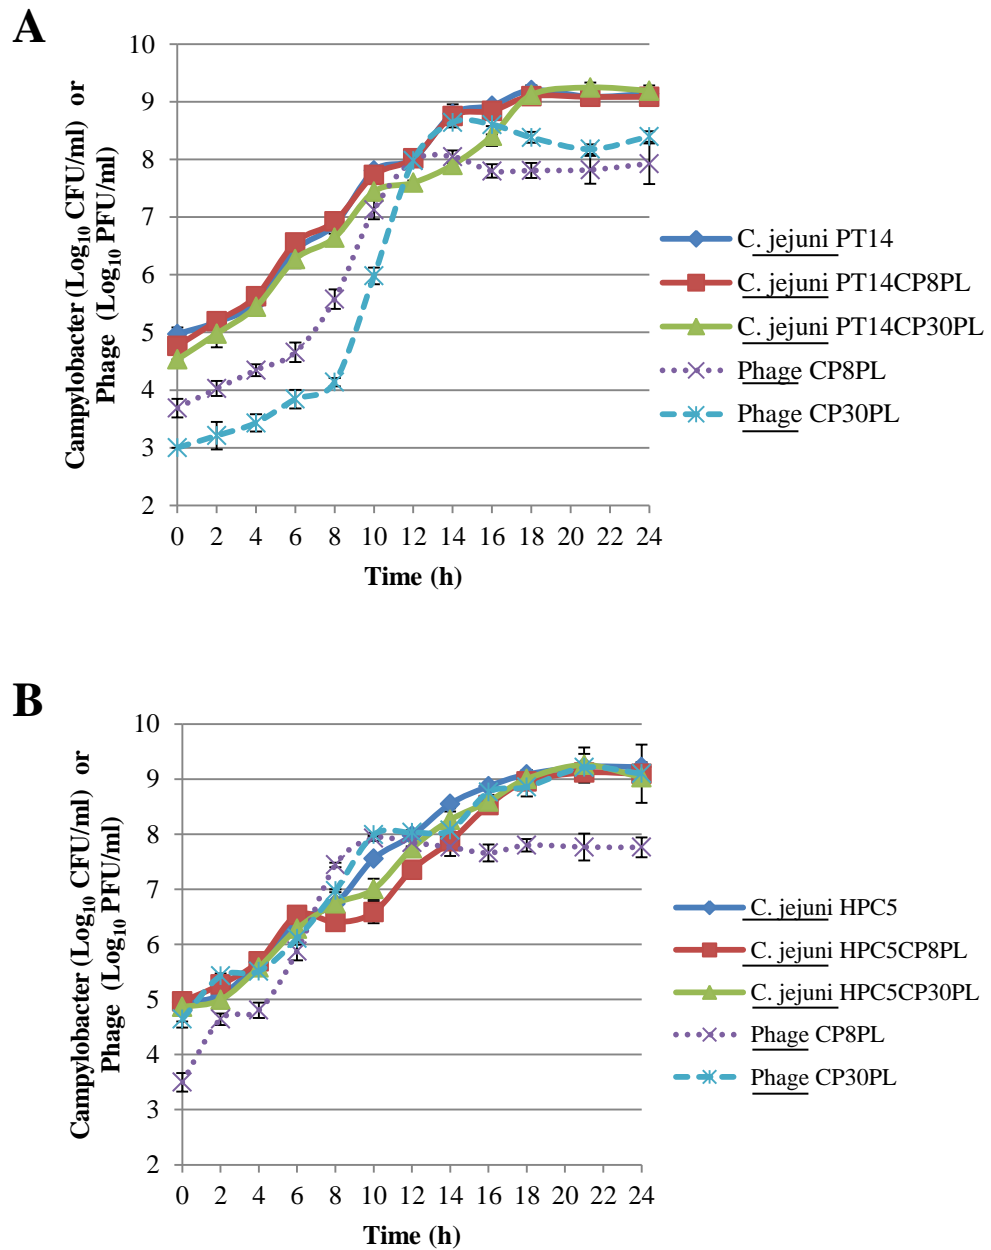 A
Campylobacter (Log10 CFU/ml) or
Phage (Log10 PFU/ml)
10
9
8
7
6
5
4
3
2
0 2 4 6 8 10 12 14 16 18 20 22 24
Time (h)
C. jejuni PT14
C. jejuni PT14CP8PL
C. jejuni PT14CP30PL
Phage CP8PL
Phage CP30PL
B
Campylobacter (Log10 CFU/ml) or
Phage (Log10 PFU/ml)
10
9
8
7
6
5
4
3
2
0 2 4 6 8 10 12 14 16 18 20 22 24
Time (h)
C. jejuni HPC5
C. jejuni HPC5CP8PL
C. jejuni HPC5CP30PL
Phage CP8PL
Phage CP30PL